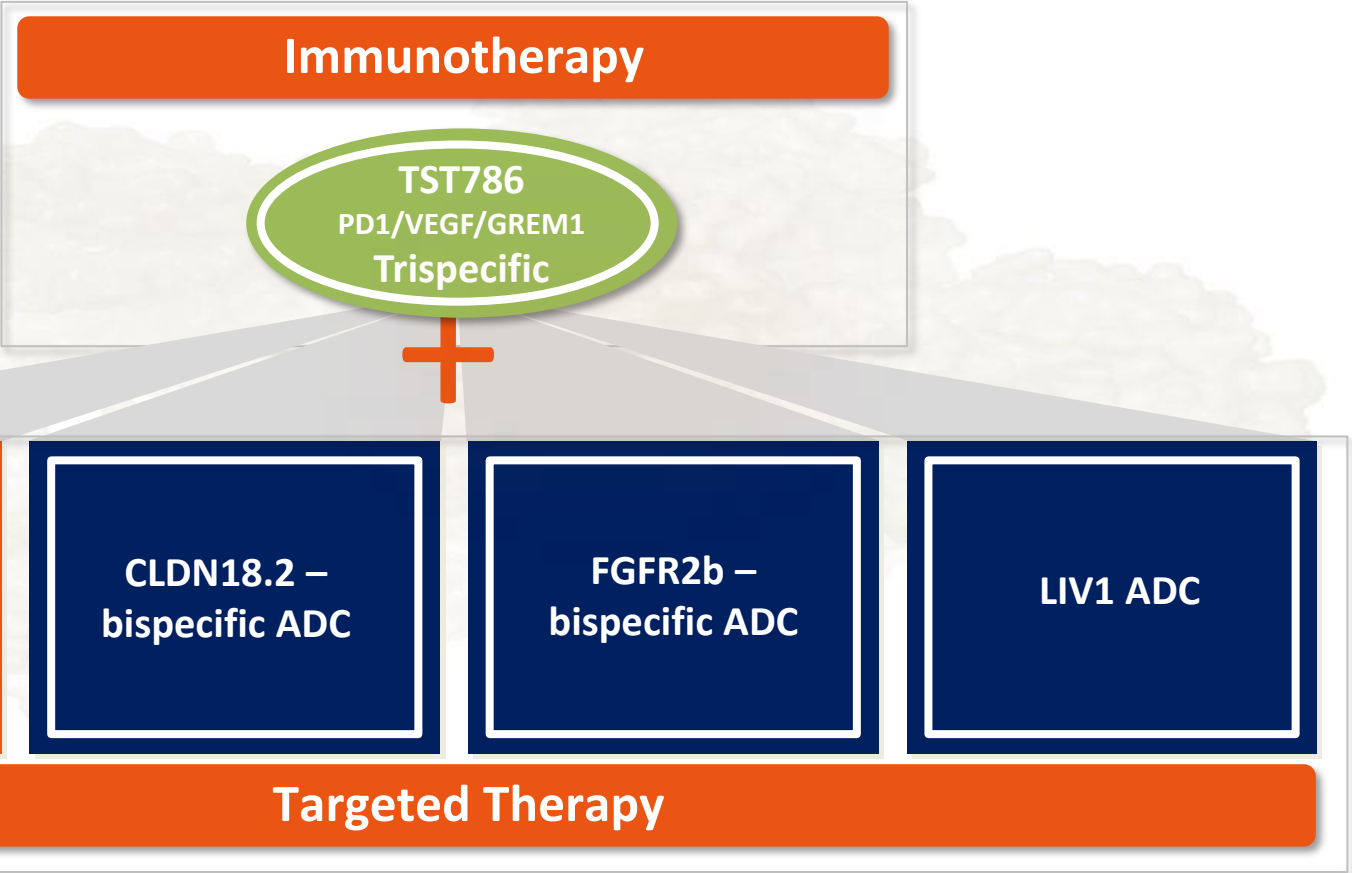 Immunotherapy
TST786
PD1/VEGF/GREM1
Trispecific
CLDN18.2 –
bispecific ADC
FGFR2b –
bispecific ADC
LIV1 ADC
Targeted Therapy